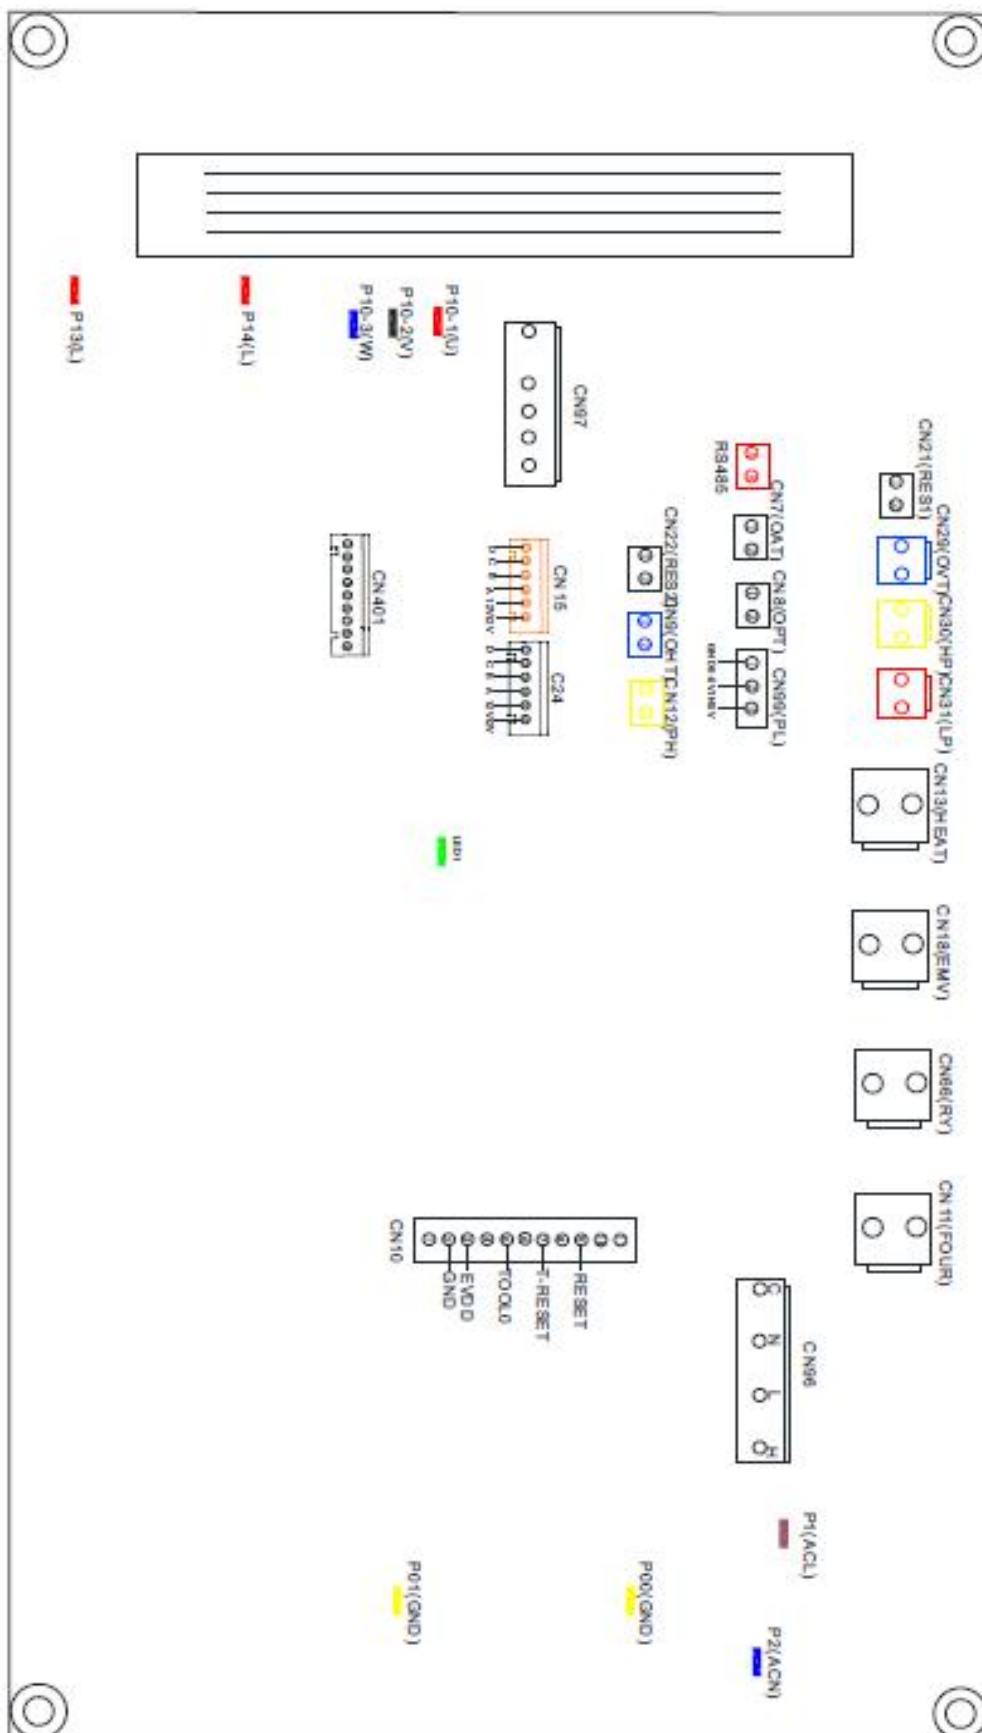 P13(L)
P14(L)
P10-3(W)
P10-2(V)
P10-1(U)
CN97
RS485
CN21(RES1)
CN7(OAT)
CN29(OVT)
CN22(RES2)
CN8(OPT)
CN30(HP)
CN9(OHT)
CN31(LP)
CN12(PH)
CN99(PL)
CN401
CN15
D C B A 12V
C24
D C B A
CN13(HEAT)
LED1
CN18(EMV)
CN66(RY)
CN11(FOUR)
CN10
GND
EVDD
TOOL0
T-RESET
RESET
CN96
G
N
L
H
P1(ACL)
P01(GND)
P00(GND)
P2(ACN)